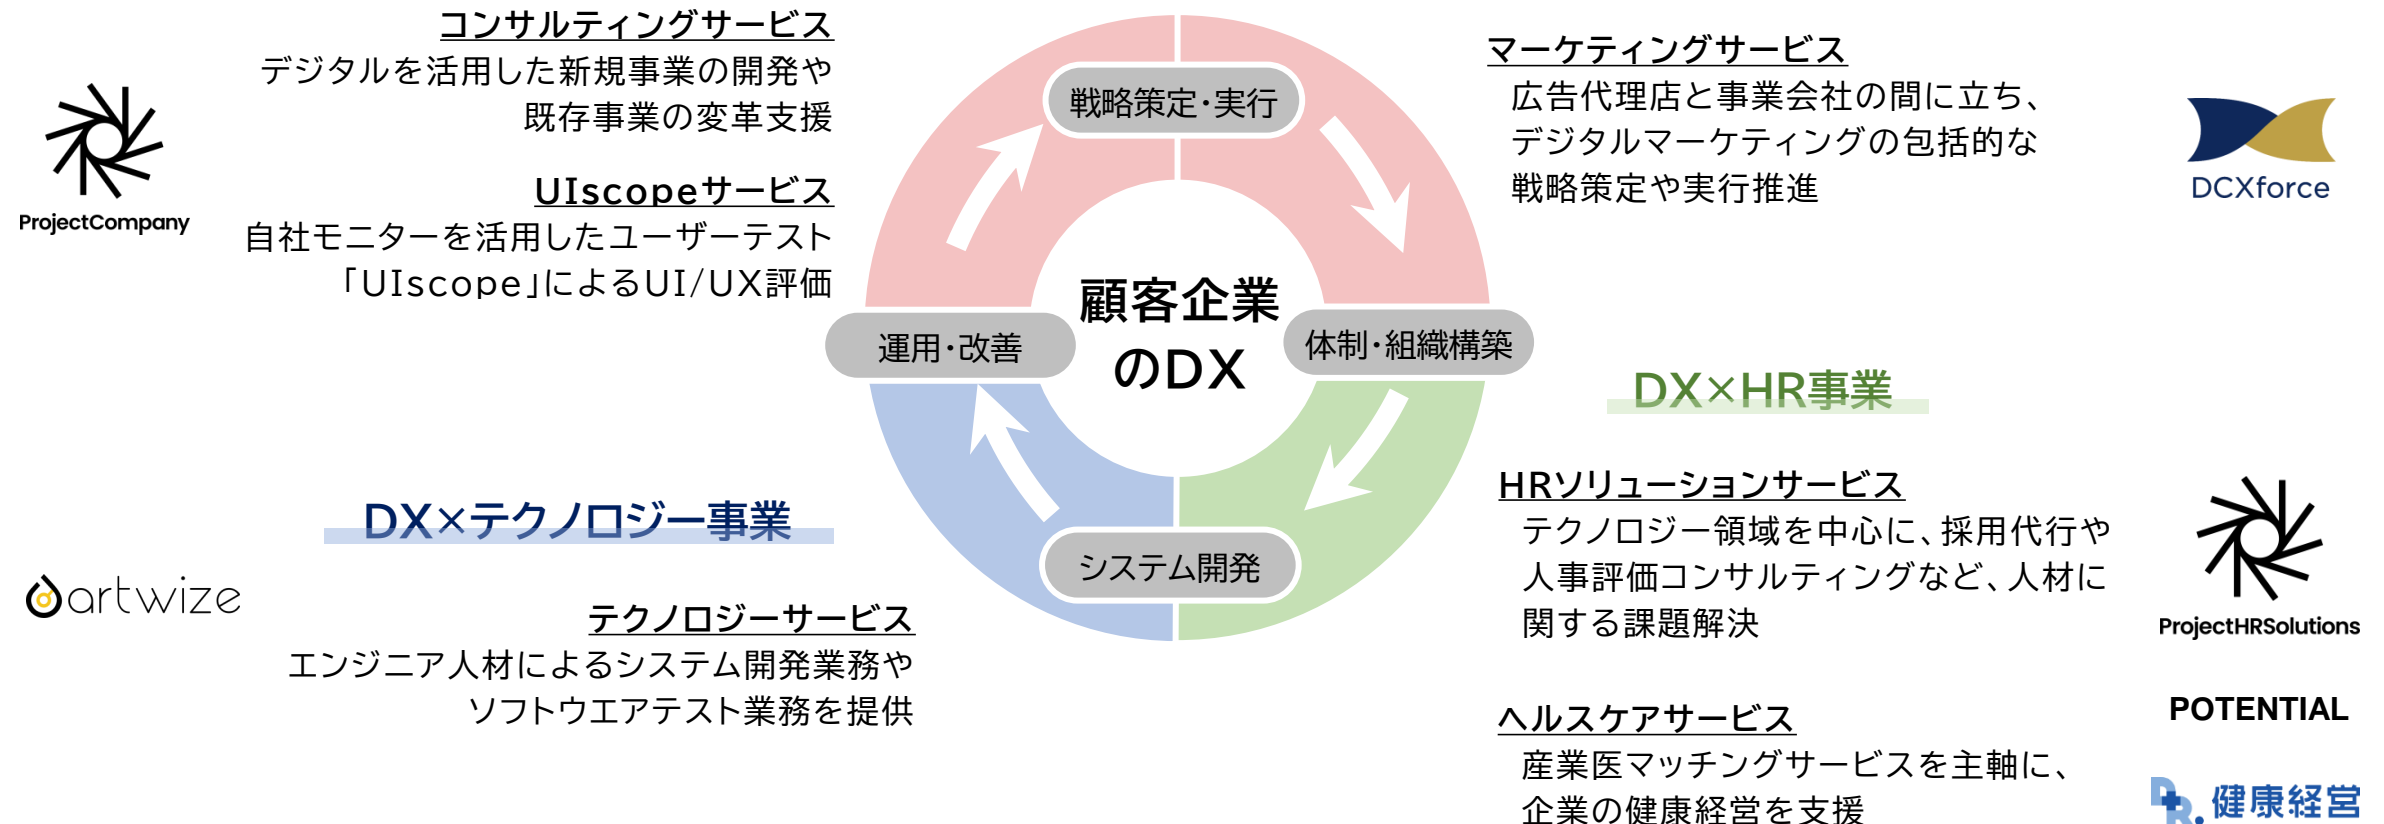 コンサルティングサービス
デジタルを活用した新規事業の開発や
既存事業の変革支援
ProjectCompany
UIscopeサービス
自社モニターを活用したユーザーテスト
「UIscope」によるUI/UX評価
マーケティングサービス
広告代理店と事業会社の間に立ち、
デジタルマーケティングの包括的な
戦略策定や実行推進
DCXforce
戦略策定・実行
顧客企業
のDX
運用・改善
体制・組織構築
システム開発
DX×テクノロジー事業
artwize
テクノロジーサービス
エンジニア人材によるシステム開発業務や
ソフトウエアテスト業務を提供
DX×HR事業
HRソリューションサービス
テクノロジー領域を中心に、採用代行や
人事評価コンサルティングなど、人材に
関する課題解決
ProjectHRSolutions
POTENTIAL
ヘルスケアサービス
産業医マッチングサービスを主軸に、
企業の健康経営を支援
DR.健康経営